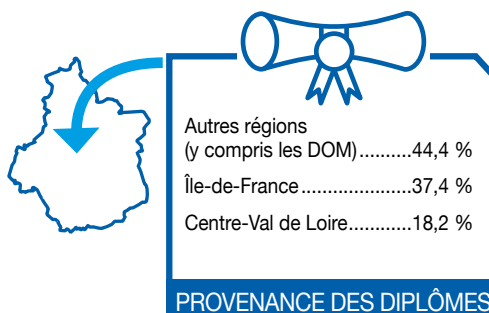 Autres régions
(y compris les DOM)..........44,4 %
Île-de-France......................37,4 %
Centre-Val de Loire............18,2 %
PROVENANCE DES DIPLÔMES